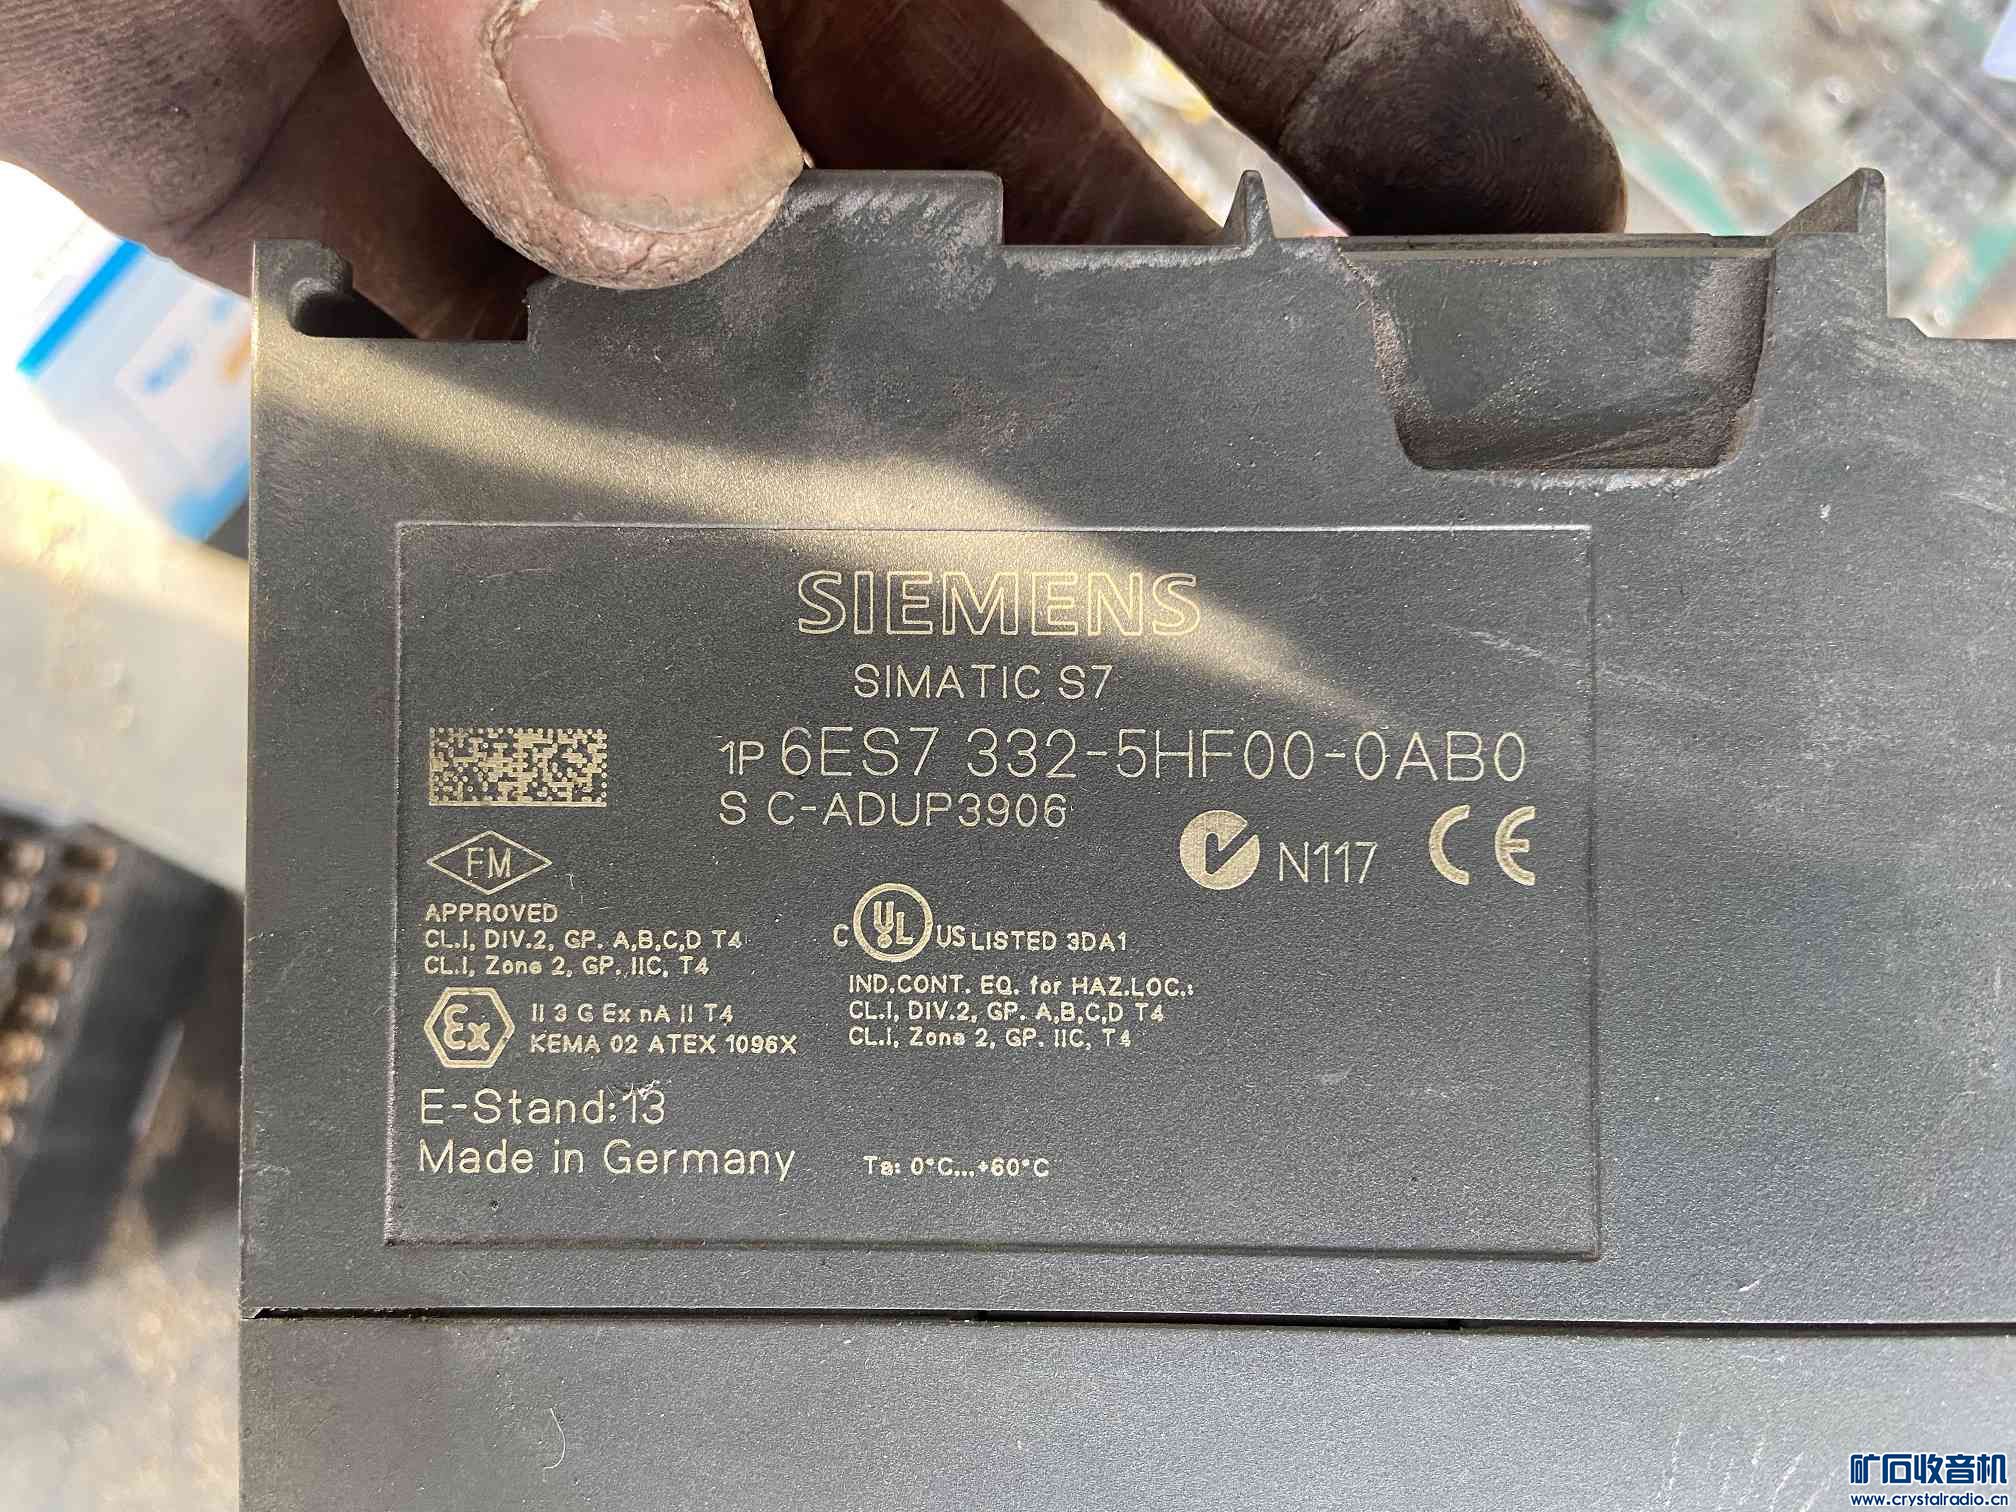 SIEMENS
SIMATIC S7
1P 6ES7 332-5HF00-0AB0
S C-ADUP3906
N117 CE
FM
APPROVED
CL.I, DIV.2, GP. A,B,C,D T4
CL.I, Zone 2, GP. IIC, T4
C UL US LISTED 3DA1
IND.CONT. EQ. for HAZ.LOC.:
CL.I, DIV.2, GP. A,B,C,D T4
CL.I, Zone 2, GP. IIC, T4
Ex II 3 G Ex nA II T4
KEMA 02 ATEX 1096X
E-Stand:13
Made in Germany
Ta: 0°C...+60°C
矿石收音机
www.crystalradio.cn